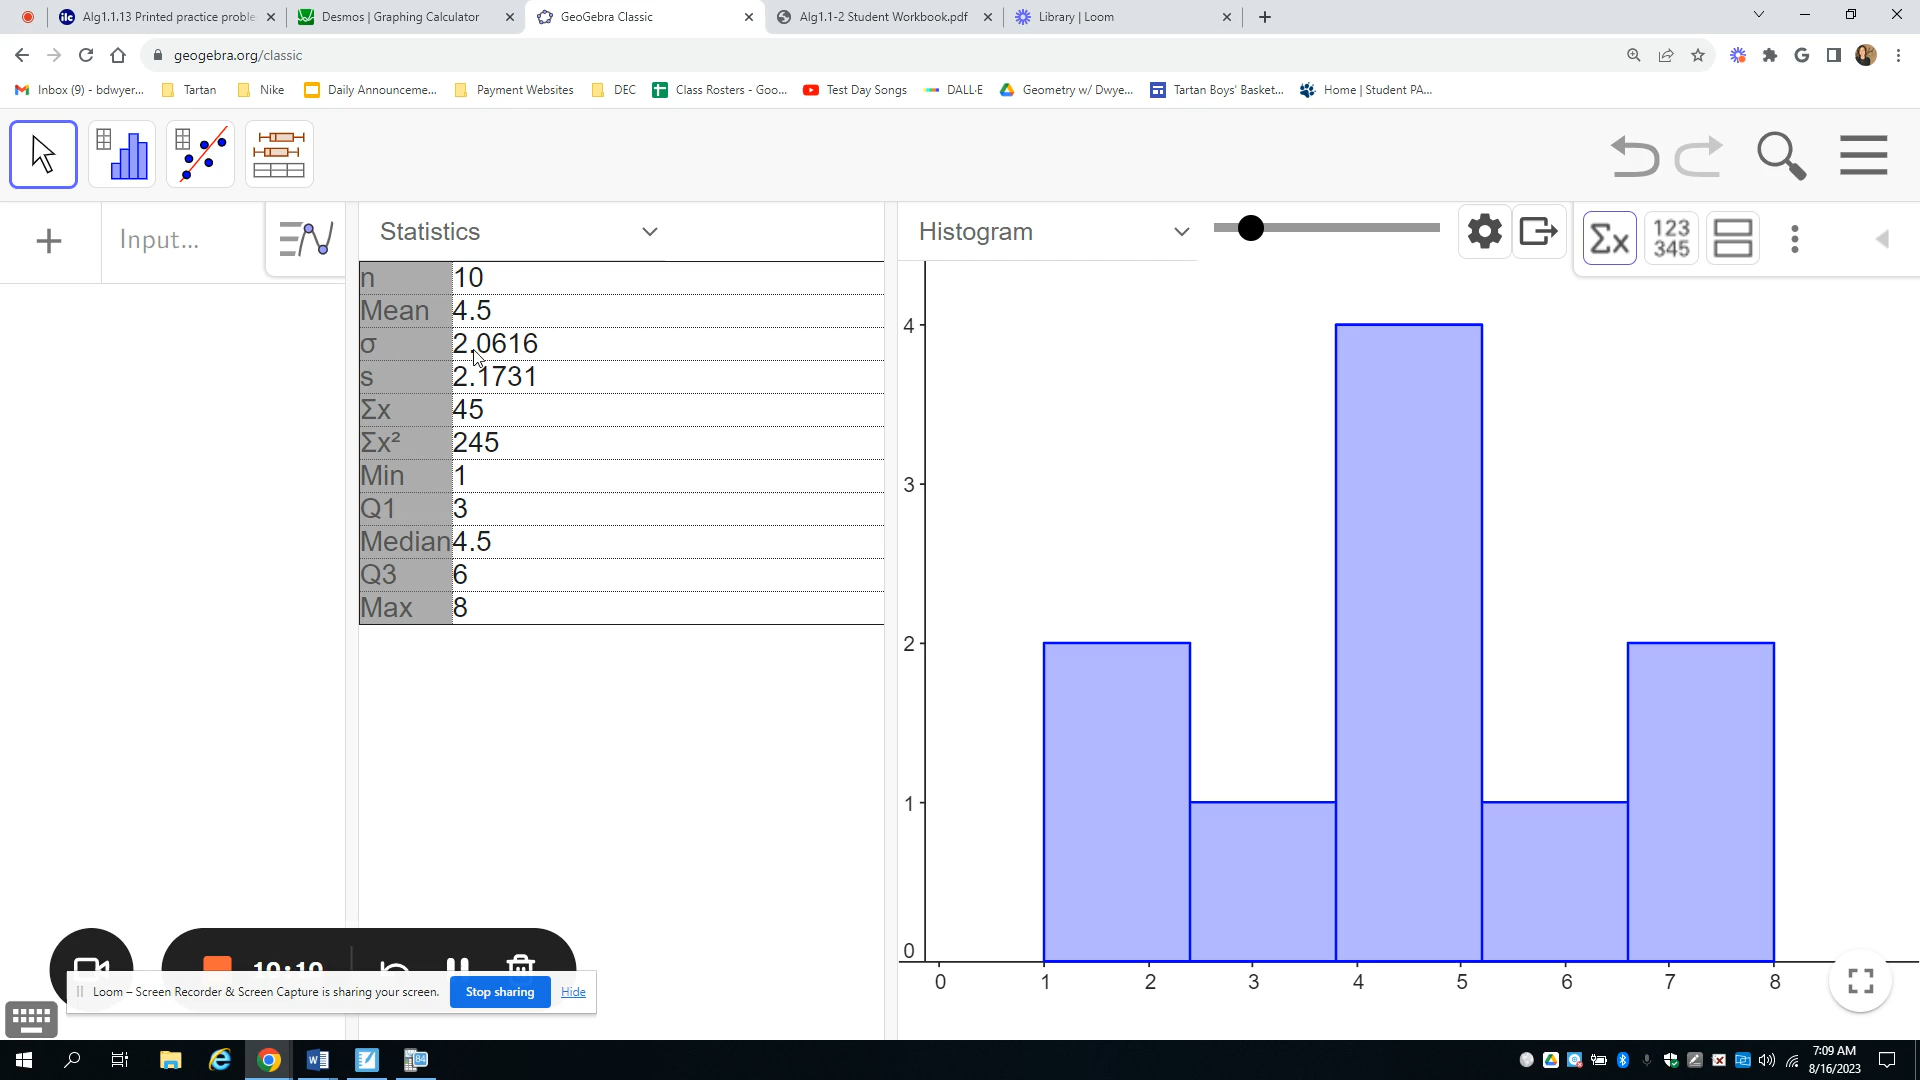 Alg1.1.13 Printed practice proble
Desmos | Graphing Calculator
GeoGebra Classic
Alg1.1-2 Student Workbook.pdf
Library | Loom
geogebra.org/classic
Inbox (9) - bdwyer...
Tartan
Nike
Daily Announceme...
Payment Websites
DEC
Class Rosters - Goo...
Test Day Songs
DALL·E
Geometry w/ Dwye...
Tartan Boys' Basket...
Home | Student PA...
Input...
Statistics
Histogram
Σx
123
345
n 10
Mean 4.5
σ 2.0616
s 2.1731
Σx 45
Σx² 245
Min 1
Q1 3
Median 4.5
Q3 6
Max 8
4
3
2
1
0
0 1 2 3 4 5 6 7 8
10:10
Loom – Screen Recorder & Screen Capture is sharing your screen.
Stop sharing
Hide
84
7:09 AM
8/16/2023